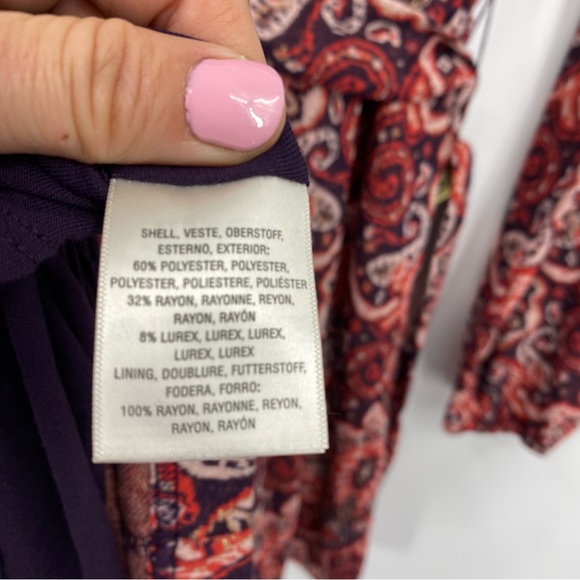 SHELL, VESTE, OBERSTOFF,
ESTERNO, EXTERIOR:
60% POLYESTER, POLYESTER,
POLYESTER, POLIESTERE, POLIÉSTER
32% RAYON, RAYONNE, REYON,
RAYON, RAYÓN
8% LUREX, LUREX, LUREX,
LUREX, LUREX
LINING, DOUBLURE, FUTTERSTOFF,
FODERA, FORRO:
100% RAYON, RAYONNE, REYON,
RAYON, RAYÓN